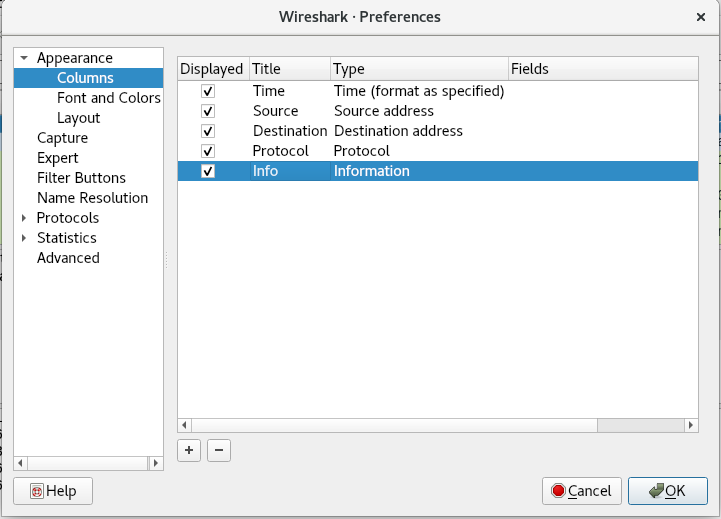 Wireshark · Preferences
Appearance
Columns
Font and Colors
Layout
Capture
Expert
Filter Buttons
Name Resolution
Protocols
Statistics
Advanced
Displayed Title Type Fields
Time Time (format as specified)
Source Source address
Destination Destination address
Protocol Protocol
Info Information
Help
Cancel
OK